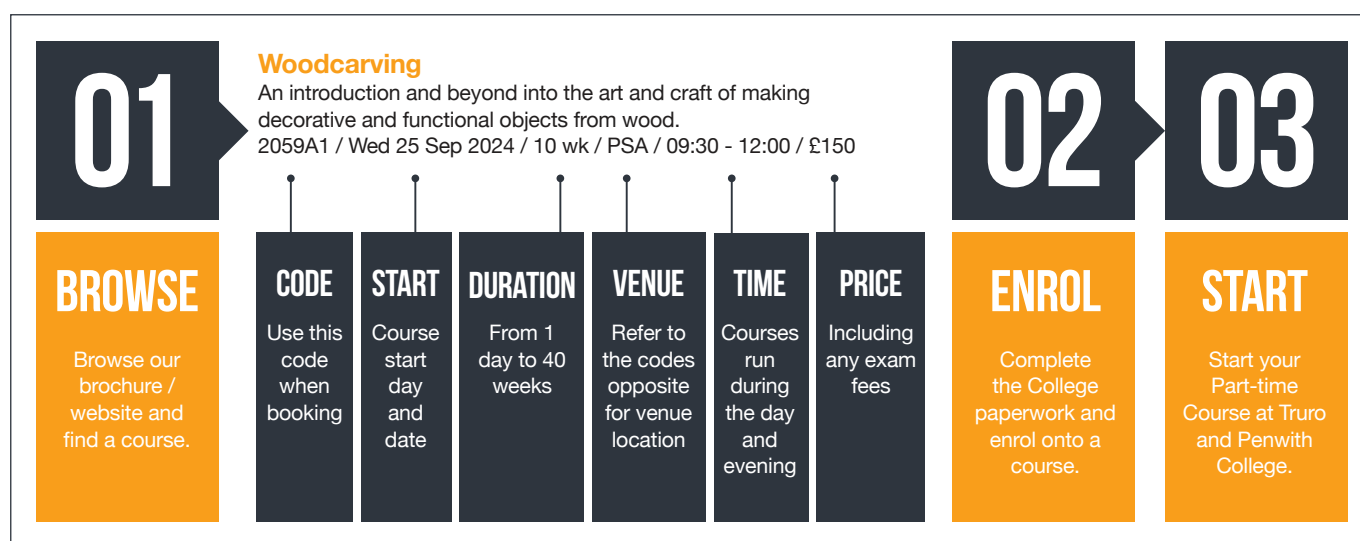 01
Woodcarving
An introduction and beyond into the art and craft of making
decorative and functional objects from wood.
2059A1 / Wed 25 Sep 2024 / 10 wk / PSA / 09:30 - 12:00 / £150
BROWSE
Browse our
brochure /
website and
find a course.
CODE
Use this
code
when
booking
START
Course
start
day
and
date
DURATION
From 1
day to 40
weeks
VENUE
Refer to
the codes
opposite
for venue
location
TIME
Courses
run
during
the day
and
evening
PRICE
Including
any exam
fees
02
ENROL
Complete
the College
paperwork and
enrol onto a
course.
03
START
Start your
Part-time
Course at Truro
and Penwith
College.